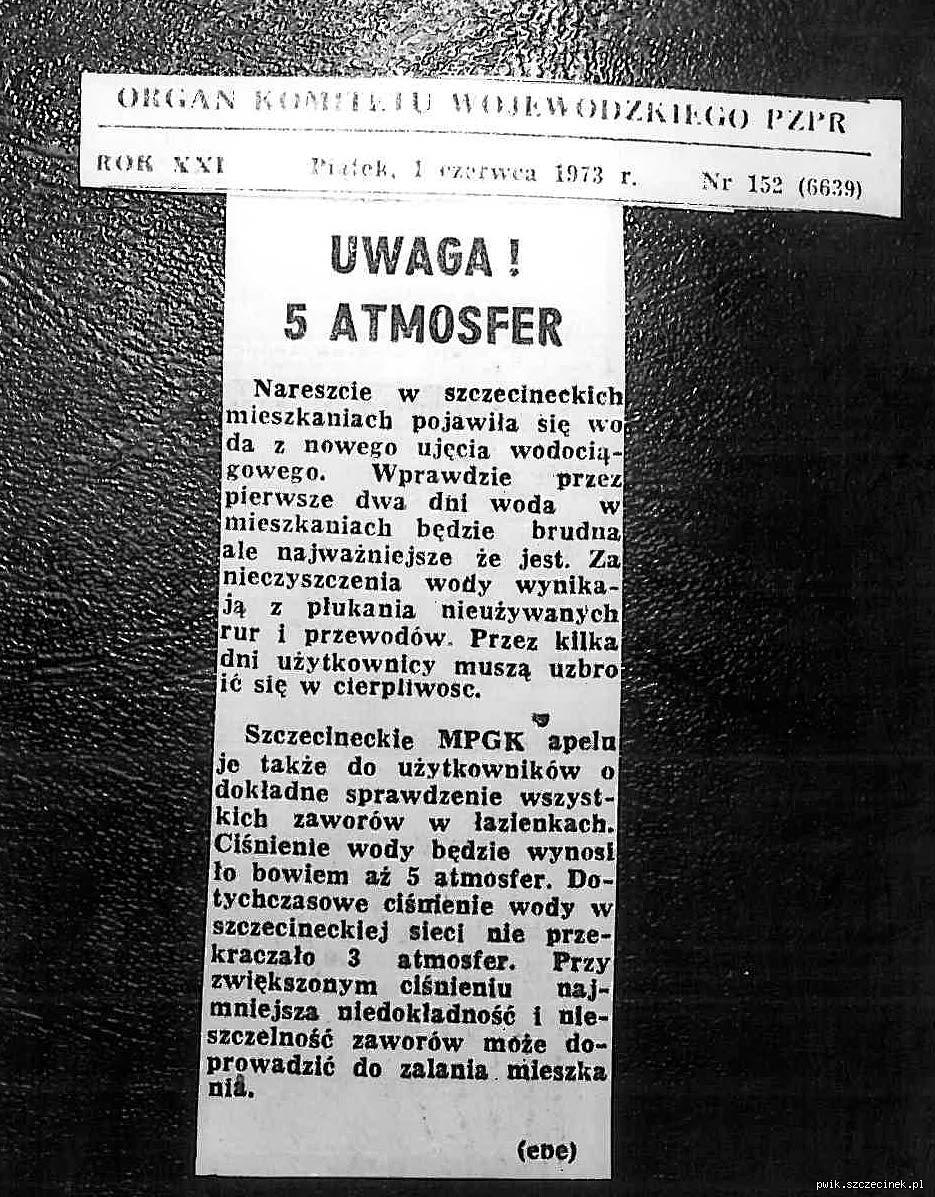 ORGAN KOMITETU WOJEWÓDZKIEGO PZPR
ROK XXI Piątek, 1 czerwca 1973 r. Nr 152 (6639)
UWAGA !
5 ATMOSFER
Nareszcie w szczecineckich
mieszkaniach pojawiła się wo
da z nowego ujęcia wodocią-
gowego. Wprawdzie przez
pierwsze dwa dni woda w
mieszkaniach będzie brudna
ale najważniejsze że jest. Za
nieczyszczenia wody wynika-
ją z płukania nieużywanych
rur i przewodów. Przez kilka
dni użytkownicy muszą uzbro
ić się w cierpliwosc.
Szczecineckie MPGK apelu
je także do użytkowników o
dokładne sprawdzenie wszyst-
kich zaworów w łazienkach.
Ciśnienie wody będzie wynosi
ło bowiem aż 5 atmosfer. Do-
tychczasowe ciśnienie wody w
szczecineckiej sieci nie prze-
kraczało 3 atmosfer. Przy
zwiększonym ciśnieniu naj-
mniejsza niedokładność i nie-
szczelność zaworów może do-
prowadzić do zalania mieszka
nia.
(ebe)
pwik.szczecinek.pl